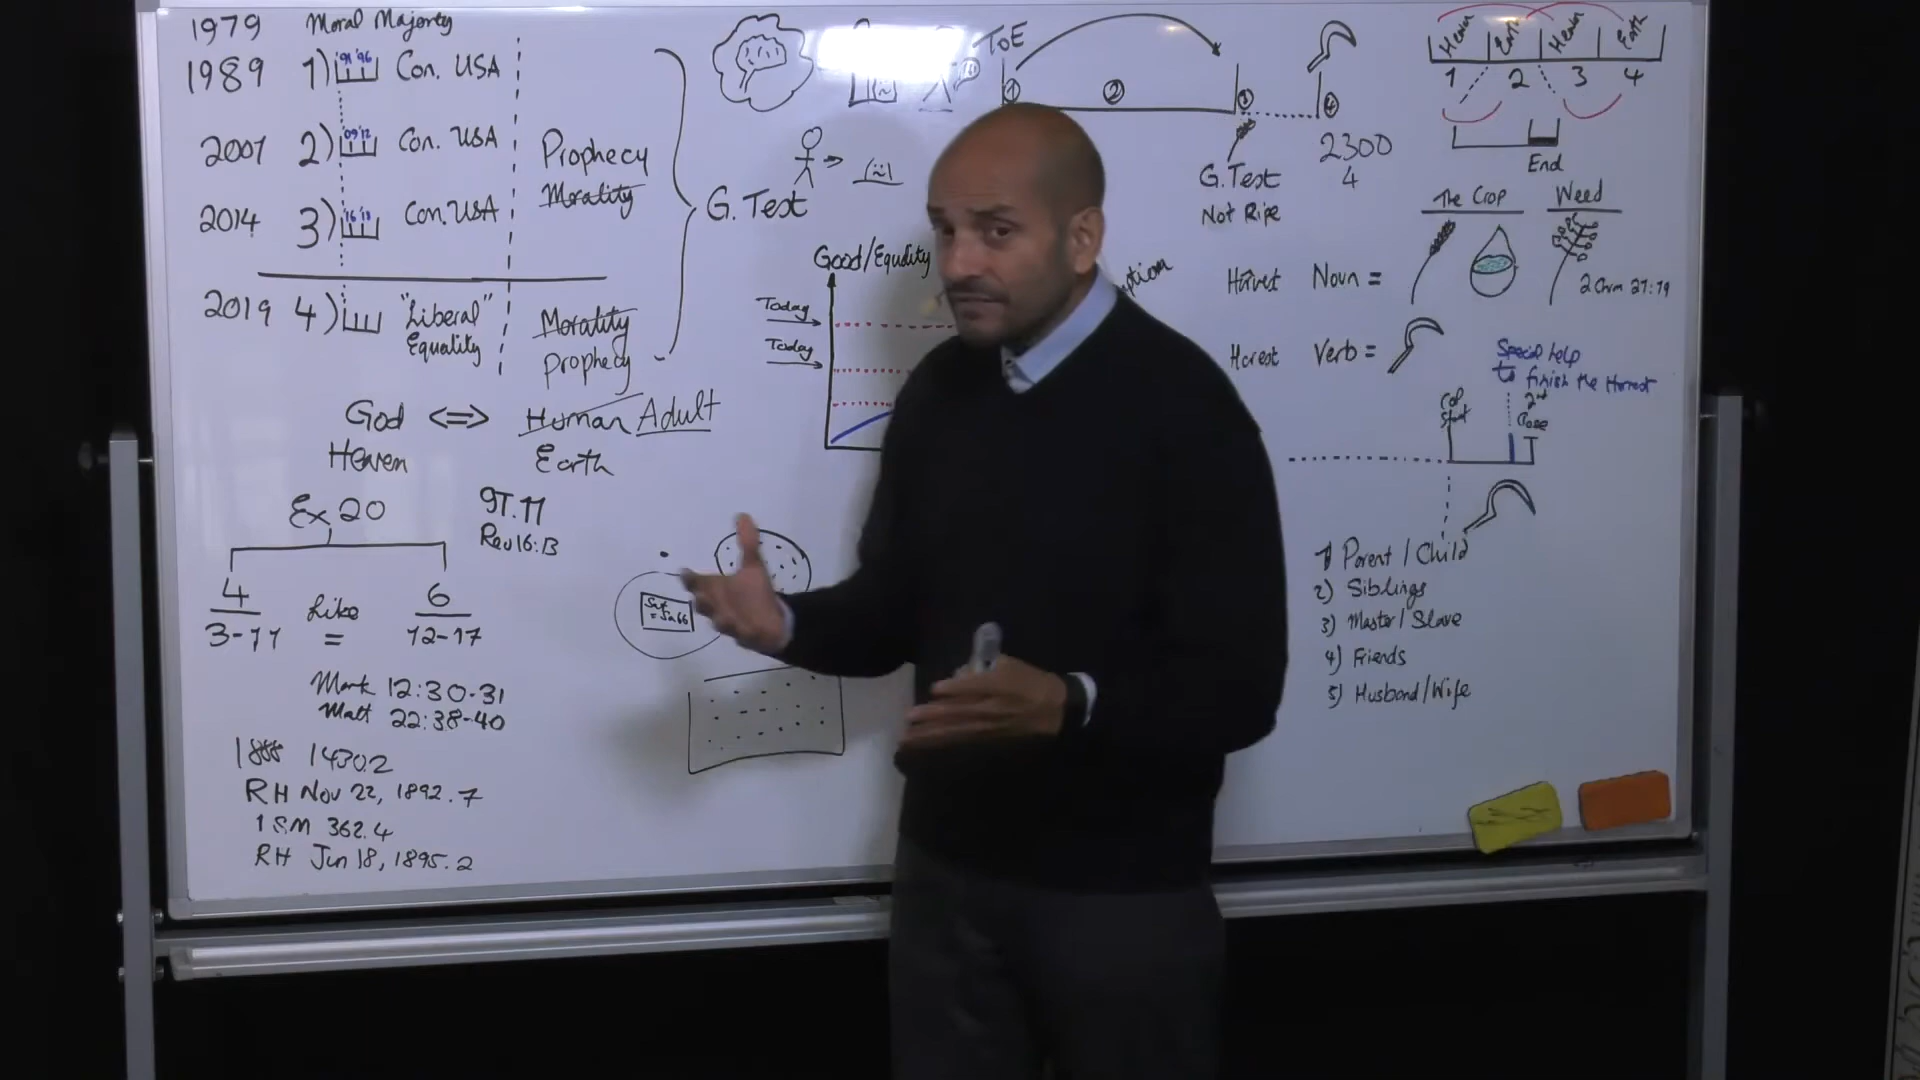 1979 Moral Majority
1989 1) '91 '96 Con. USA
2001 2) '09 '12 Con. USA
2014 3) '16 '18 Con. USA
Prophecy
Morality
2019 4) "Liberal"
Equality
Morality
Prophecy
G. Test
God <=> Human Adult
Heaven Earth
Ex 20
4 Like 6
3-11 = 12-17
9T.11
Rev 16:13
Mark 12:30-31
Matt 22:38-40
1888 1430.2
RH Nov 22, 1892.7
1SM 362.4
RH Jun 18, 1895.2
Good/Equality
Today
Today
ToE
1 2 3 4
G. Test
Not Ripe
2300
4
Heaven Earth Heaven Earth
1 2 3 4
End
The Crop Weed
Harvest Noun =
2 Chrn 27:19
Harvest Verb =
Special help
to finish the Harvest
CoP
Start
2nd
Close
1) Parent/Child
2) Siblings
3) Master/Slave
4) Friends
5) Husband/Wife